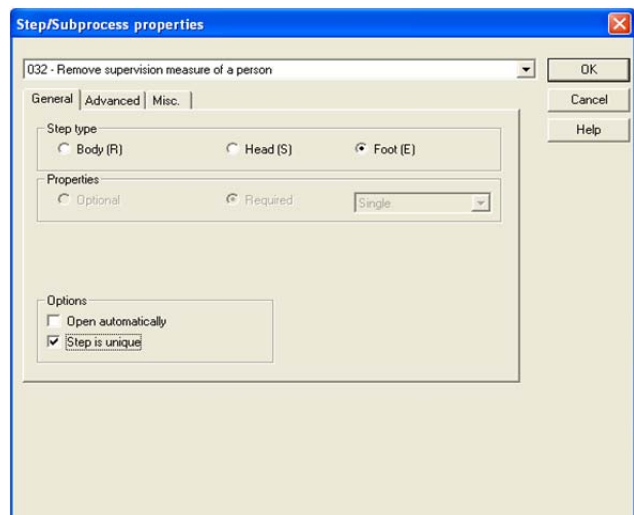 Step/Subprocess properties
032 - Remove supervision measure of a person
OK
General Advanced Misc.
Cancel
Help
Step type
Body (R) Head (S) Foot (E)
Properties
Optional Required Single
Options
Open automatically
Step is unique